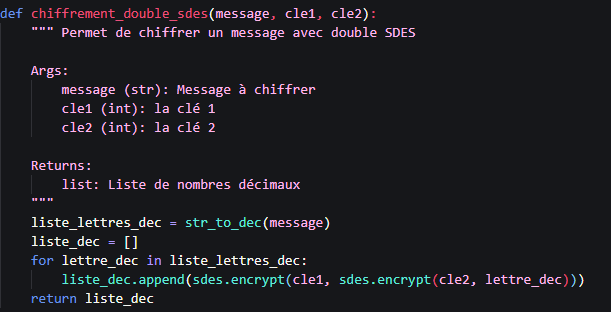 def chiffrement_double_sdes(message, cle1, cle2):
    """ Permet de chiffrer un message avec double SDES

    Args:
        message (str): Message à chiffrer
        cle1 (int): la clé 1
        cle2 (int): la clé 2

    Returns:
        list: Liste de nombres décimaux
    """
    liste_lettres_dec = str_to_dec(message)
    liste_dec = []
    for lettre_dec in liste_lettres_dec:
        liste_dec.append(sdes.encrypt(cle1, sdes.encrypt(cle2, lettre_dec)))
    return liste_dec